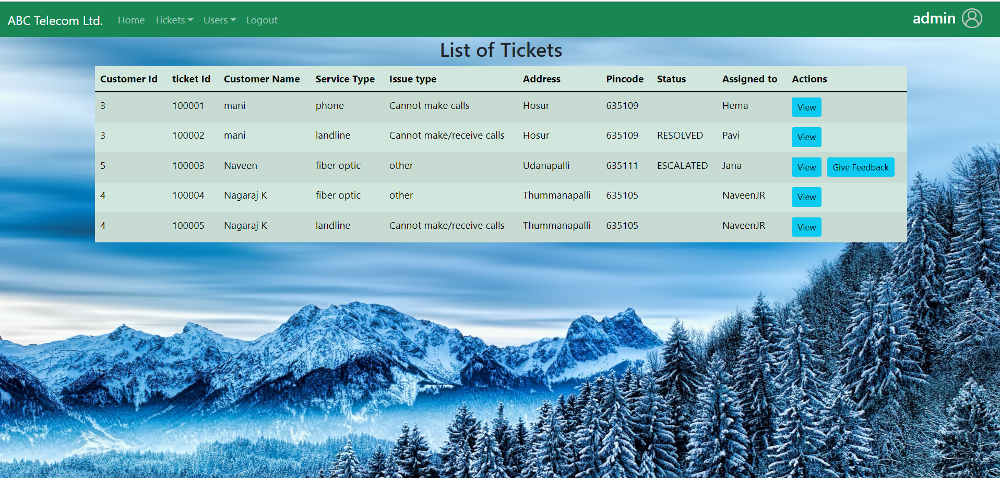 ABC Telecom Ltd. Home Tickets Users Logout admin
List of Tickets
Customer Id ticket Id Customer Name Service Type Issue type Address Pincode Status Assigned to Actions
3 100001 mani phone Cannot make calls Hosur 635109 Hema View
3 100002 mani landline Cannot make/receive calls Hosur 635109 RESOLVED Pavi View
5 100003 Naveen fiber optic other Udanapalli 635111 ESCALATED Jana View Give Feedback
4 100004 Nagaraj K fiber optic other Thummanapalli 635105 NaveenJR View
4 100005 Nagaraj K landline Cannot make/receive calls Thummanapalli 635105 NaveenJR View